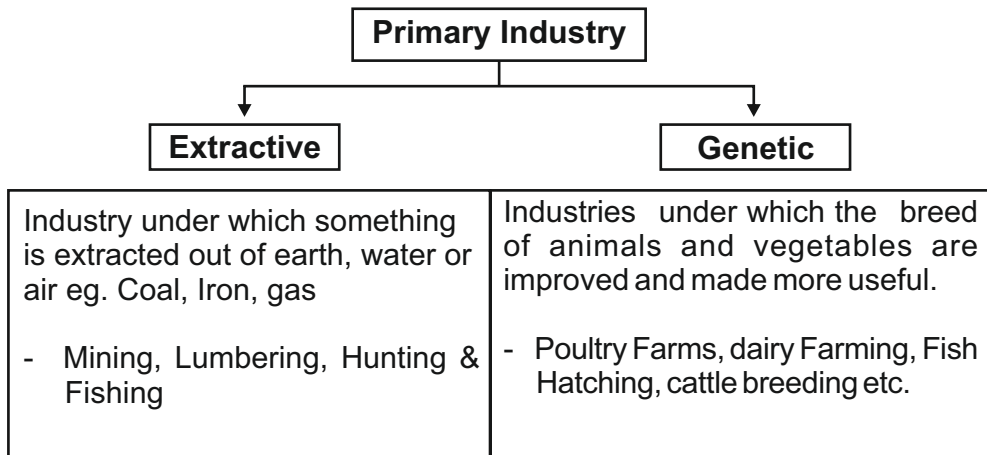 Primary Industry
Extractive
Genetic
Industry under which something
is extracted out of earth, water or
air eg. Coal, Iron, gas
- Mining, Lumbering, Hunting &
Fishing
Industries under which the breed
of animals and vegetables are
improved and made more useful.
- Poultry Farms, dairy Farming, Fish
Hatching, cattle breeding etc.